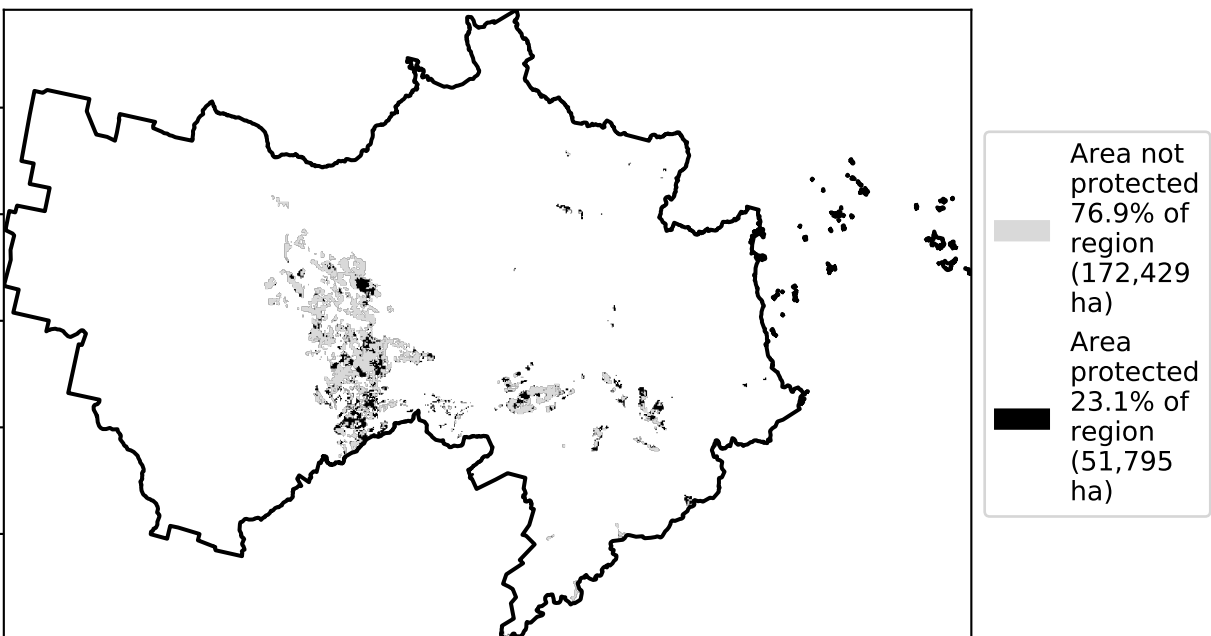 Area not
protected
76.9% of
region
(172,429
ha)
Area
protected
23.1% of
region
(51,795
ha)